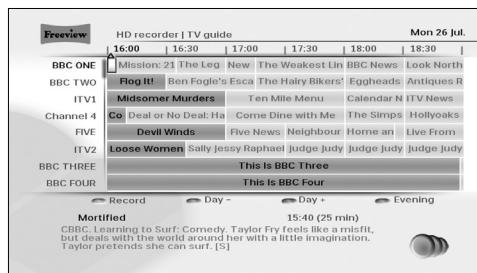 Freeview HD recorder | TV guide Mon 26 Jul.
16:00 16:30 17:00 17:30 18:00 18:30
BBC ONE Mission: 21 The Leg New The Weakest Lin BBC News Look North
BBC TWO Flog It! Ben Fogle's Esca The Hairy Bikers' Eggheads Antiques R
ITV1 Midsomer Murders Ten Mile Menu Calendar N ITV News
Channel 4 Co Deal or No Deal: Ha Come Dine with Me The Simps Hollyoaks
FIVE Devil Winds Five News Neighbour Home an Live From
ITV2 Loose Women Sally Jessy Raphael Judge Judy Judge Judy Judge Judy
BBC THREE This Is BBC Three
BBC FOUR This Is BBC Four
Record Day – Day + Evening
Mortified 15:40 (25 min)
CBBC. Learning to Surf: Comedy. Taylor Fry feels like a misfit,
but deals with the world around her with a little imagination.
Taylor pretends she can surf. [S]